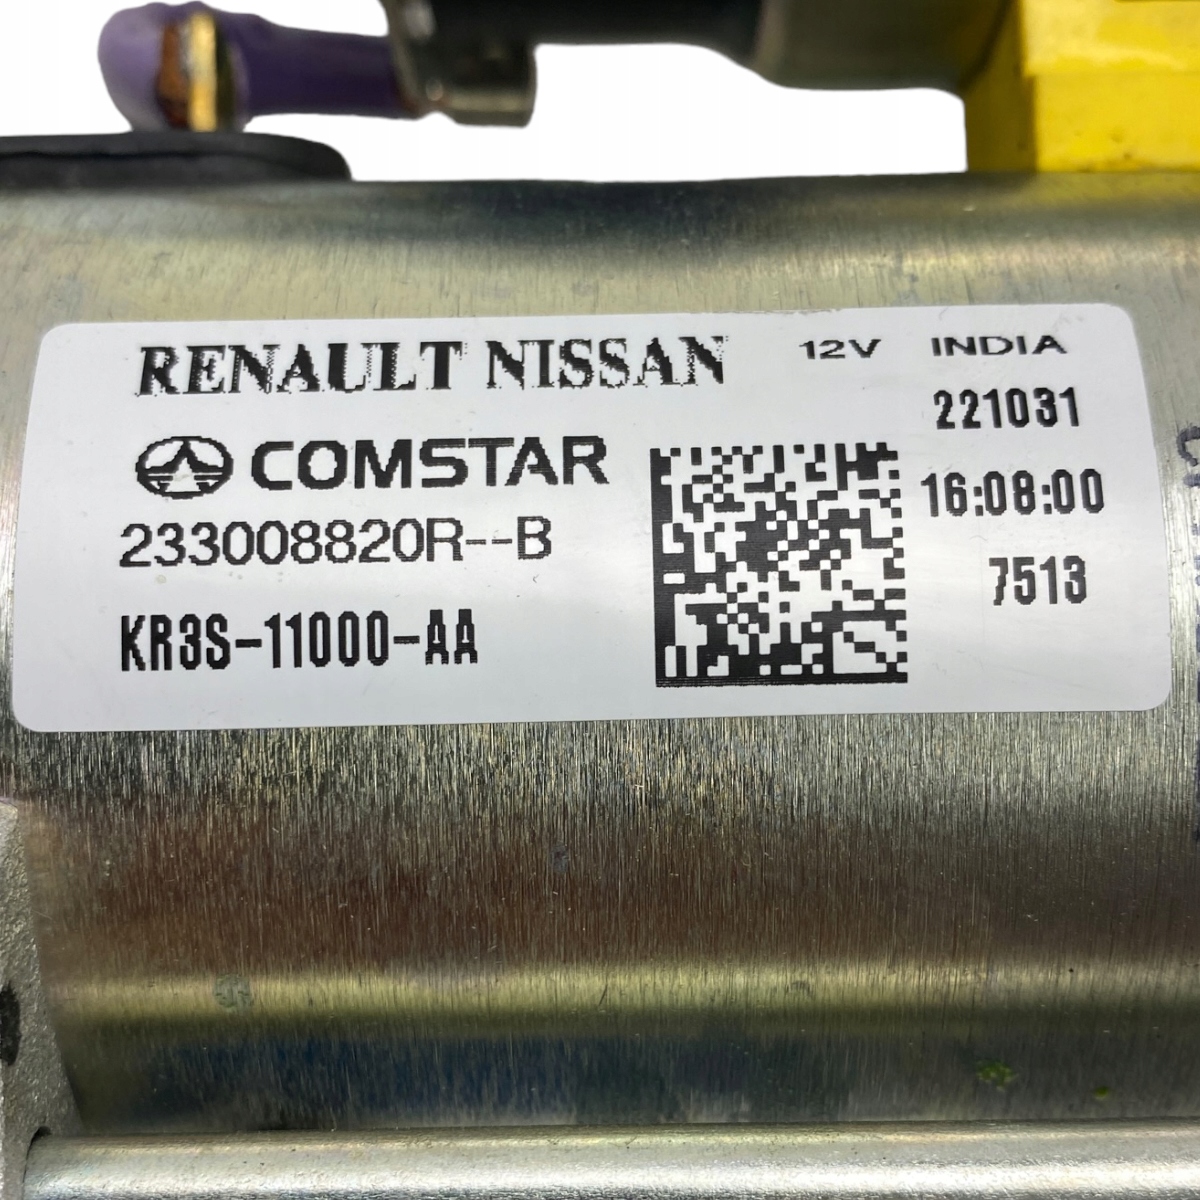 RENAULT NISSAN 12V INDIA
221031
COMSTAR
16:08:00
233008820R--B
7513
KR3S-11000-AA